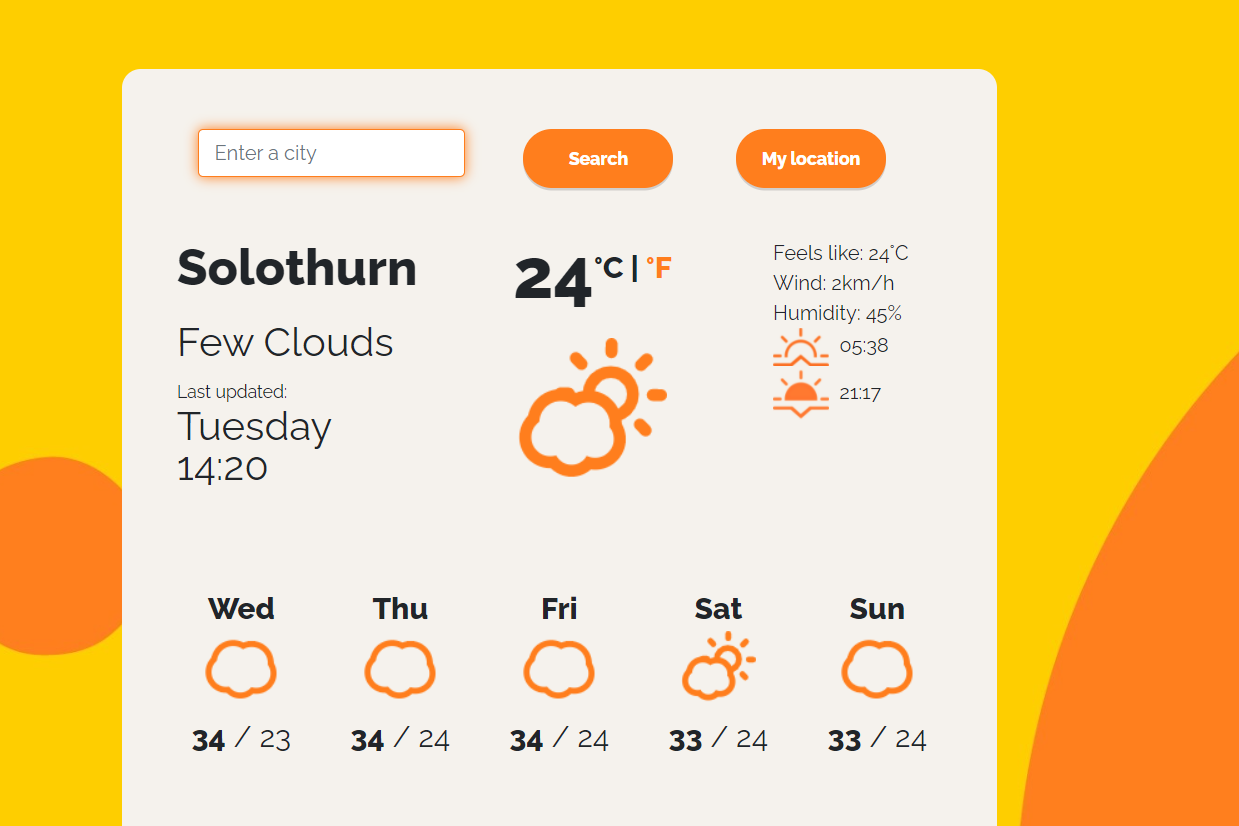 Enter a city
Search
My location
Solothurn
24 °C | °F
Feels like: 24°C
Wind: 2km/h
Humidity: 45%
05:38
21:17
Few Clouds
Last updated:
Tuesday
14:20
Wed Thu Fri Sat Sun
34 / 23 34 / 24 34 / 24 33 / 24 33 / 24